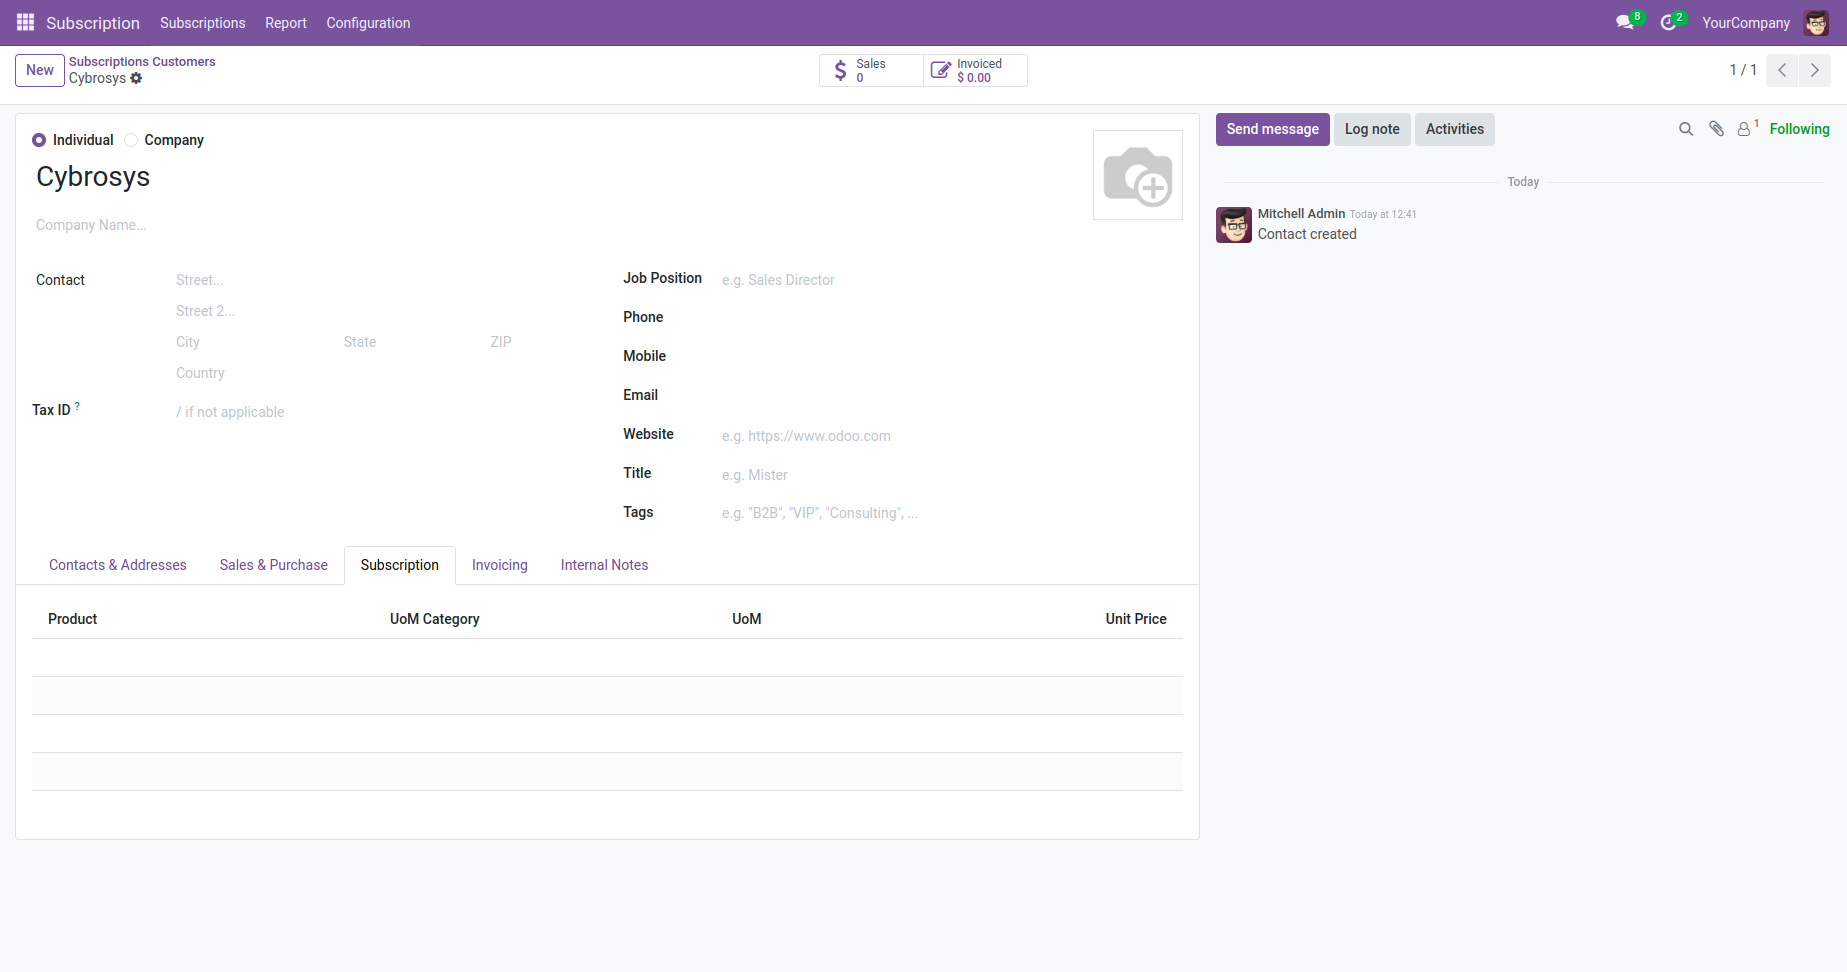 Subscription Subscriptions Report Configuration 8 2 YourCompany
New Subscriptions Customers
Cybrosys
Sales
0
Invoiced
$ 0.00
1 / 1
Individual Company
Cybrosys
Company Name...
Contact Street...
Street 2...
City State ZIP
Country
Tax ID ? / if not applicable
Job Position e.g. Sales Director
Phone
Mobile
Email
Website e.g. https://www.odoo.com
Title e.g. Mister
Tags e.g. "B2B", "VIP", "Consulting", ...
Contacts & Addresses Sales & Purchase Subscription Invoicing Internal Notes
Product UoM Category UoM Unit Price
Send message Log note Activities 1 Following
Today
Mitchell Admin Today at 12:41
Contact created